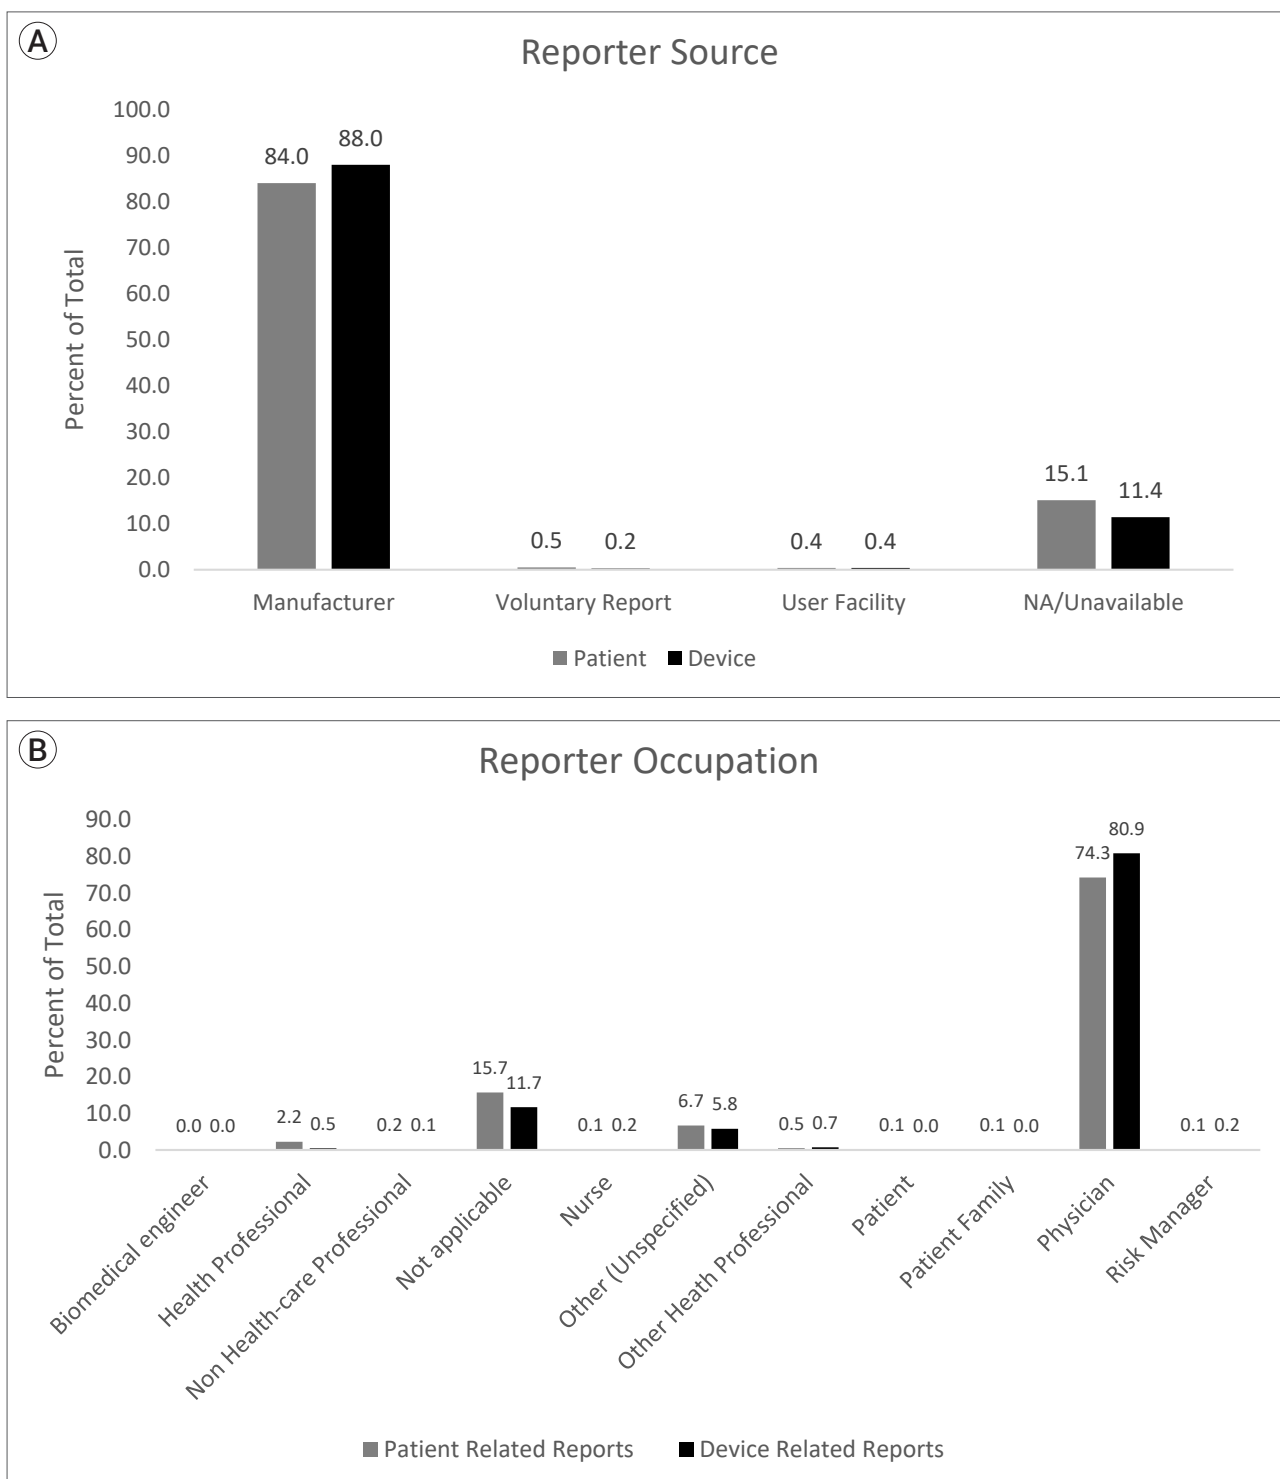 A
Reporter Source
Percent of Total
100.0
90.0
80.0
70.0
60.0
50.0
40.0
30.0
20.0
10.0
0.0
84.0 88.0
0.5 0.2
0.4 0.4
15.1 11.4
Manufacturer Voluntary Report User Facility NA/Unavailable
Patient Device
B
Reporter Occupation
Percent of Total
90.0
80.0
70.0
60.0
50.0
40.0
30.0
20.0
10.0
0.0
0.0 0.0
2.2 0.5
0.2 0.1
15.7 11.7
0.1 0.2
6.7 5.8
0.5 0.7
0.1 0.0
0.1 0.0
74.3 80.9
0.1 0.2
Biomedical engineer
Health Professional
Non Health-care Professional
Not applicable
Nurse
Other (Unspecified)
Other Heath Professional
Patient
Patient Family
Physician
Risk Manager
Patient Related Reports Device Related Reports